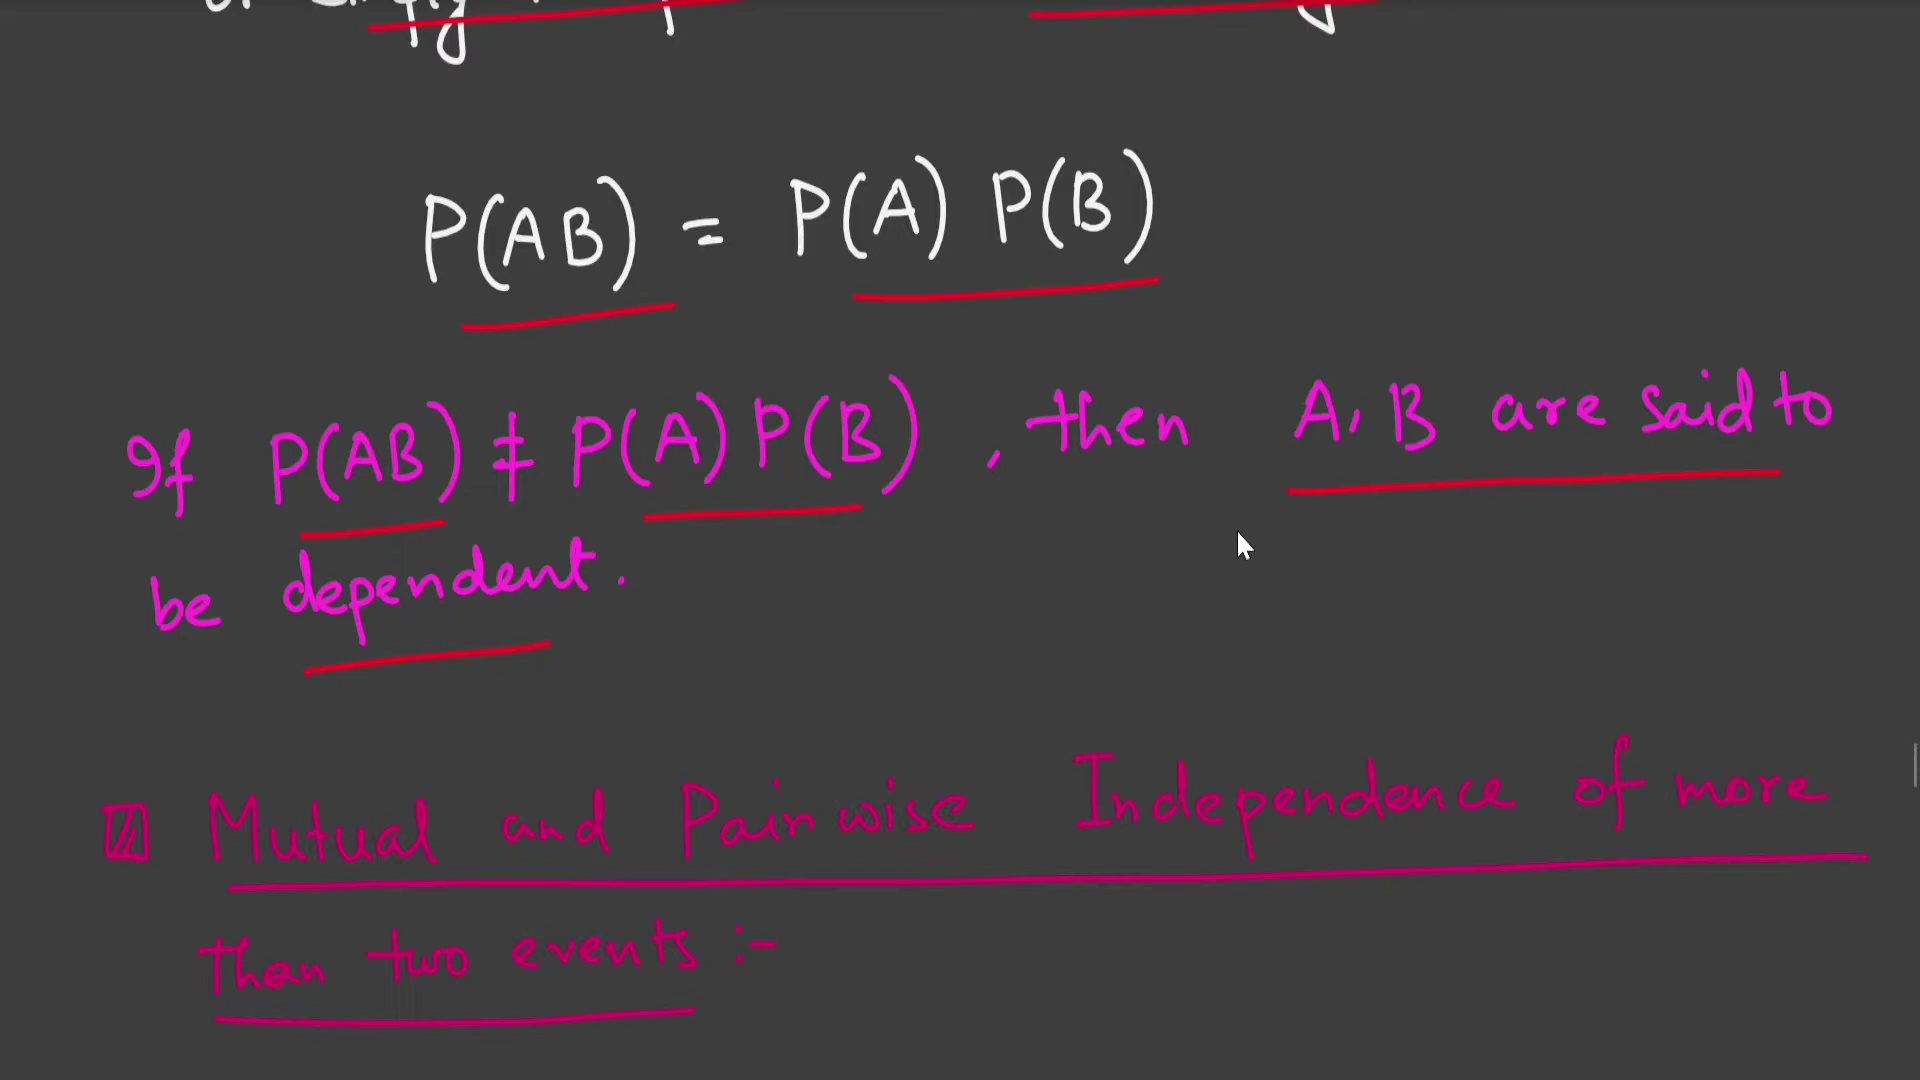 P(AB) = P(A) P(B)
If P(AB) ≠ P(A) P(B) , then A, B are said to
be dependent.
Mutual and Pairwise Independence of more
than two events :-